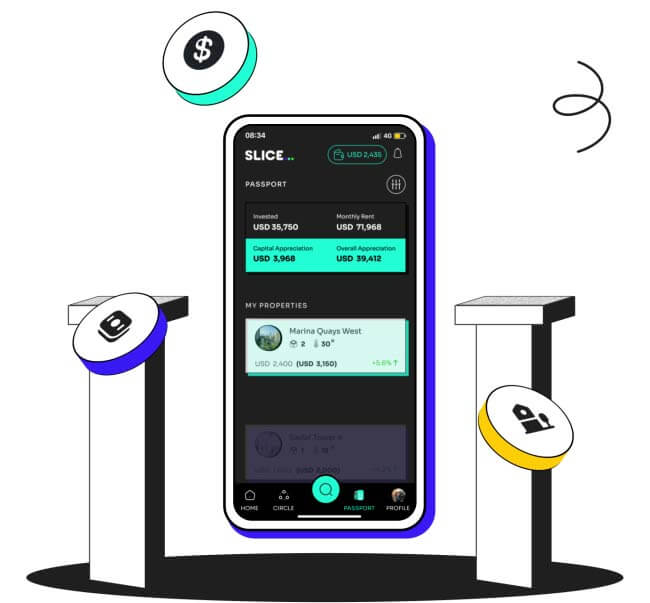 08:34 4G
SLICE ..
USD 2,435
PASSPORT
Invested Monthly Rent
USD 35,750 USD 71,968
Capital Appreciation Overall Appreciation
USD 3,968 USD 39,412
MY PROPERTIES
Marina Quays West
2 30°
USD 2,400 (USD 3,150) +5.6% ↑
Tower
1
HOME CIRCLE PASSPORT PROFILE